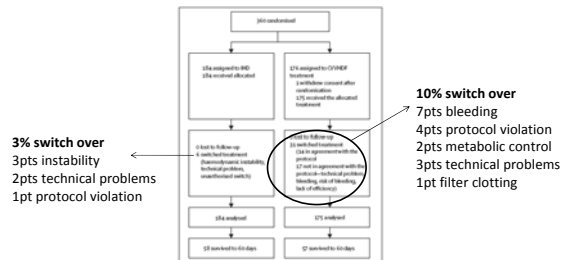 360 randomised
184 assigned to IHD
184 received allocated
176 assigned to CVVHDF
treatment
1 withdrew consent after
randomisation
175 received the allocated
treatment
3% switch over
3pts instability
2pts technical problems
1pt protocol violation
0 lost to follow-up
6 switched treatment
(haemodynamic instability,
technical problem,
unauthorised switch)
lost to follow-up
31 switched treatment
(14 in agreement with the
protocol
17 not in agreement with the
protocol—technical problem,
bleeding, risk of bleeding,
lack of efficiency)
10% switch over
7pts bleeding
4pts protocol violation
2pts metabolic control
3pts technical problems
1pt filter clotting
184 analysed
175 analysed
58 survived to 60 days
57 survived to 60 days